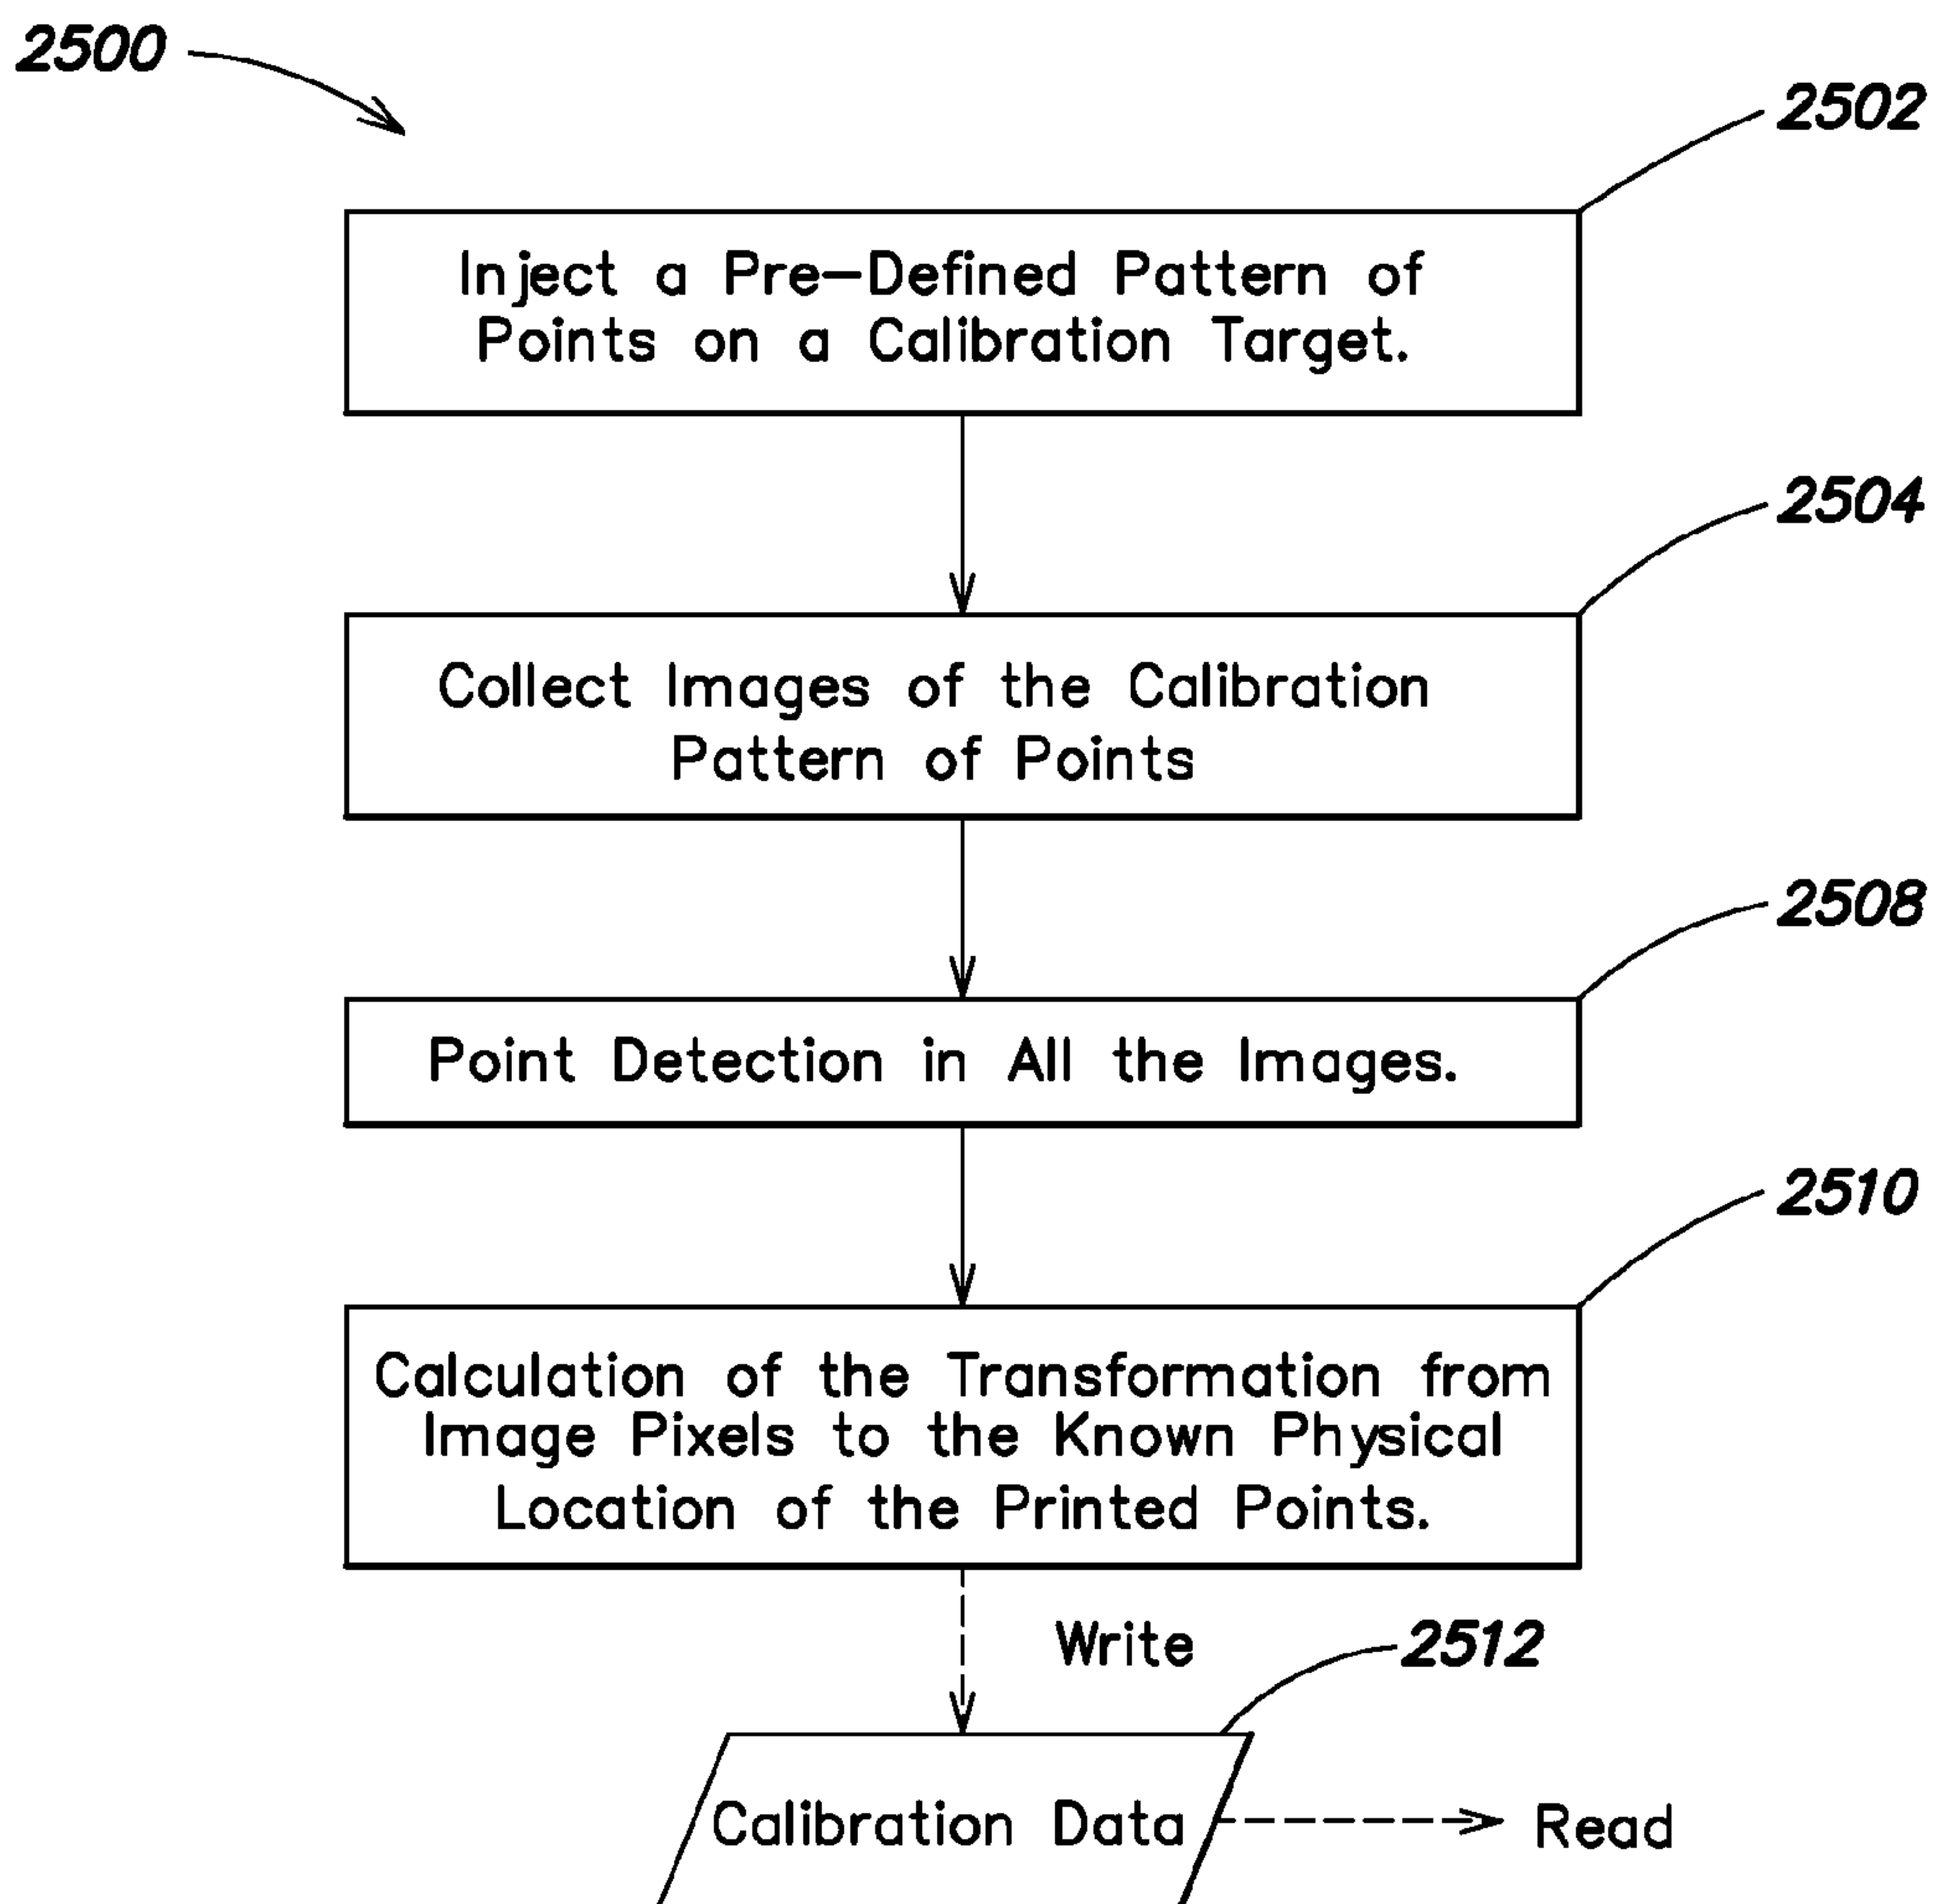 2500
2502
Inject a Pre-Defined Pattern of
Points on a Calibration Target.
2504
Collect Images of the Calibration
Pattern of Points
2508
Point Detection in All the Images.
2510
Calculation of the Transformation from
Image Pixels to the Known Physical
Location of the Printed Points.
Write
2512
Calibration Data
Read